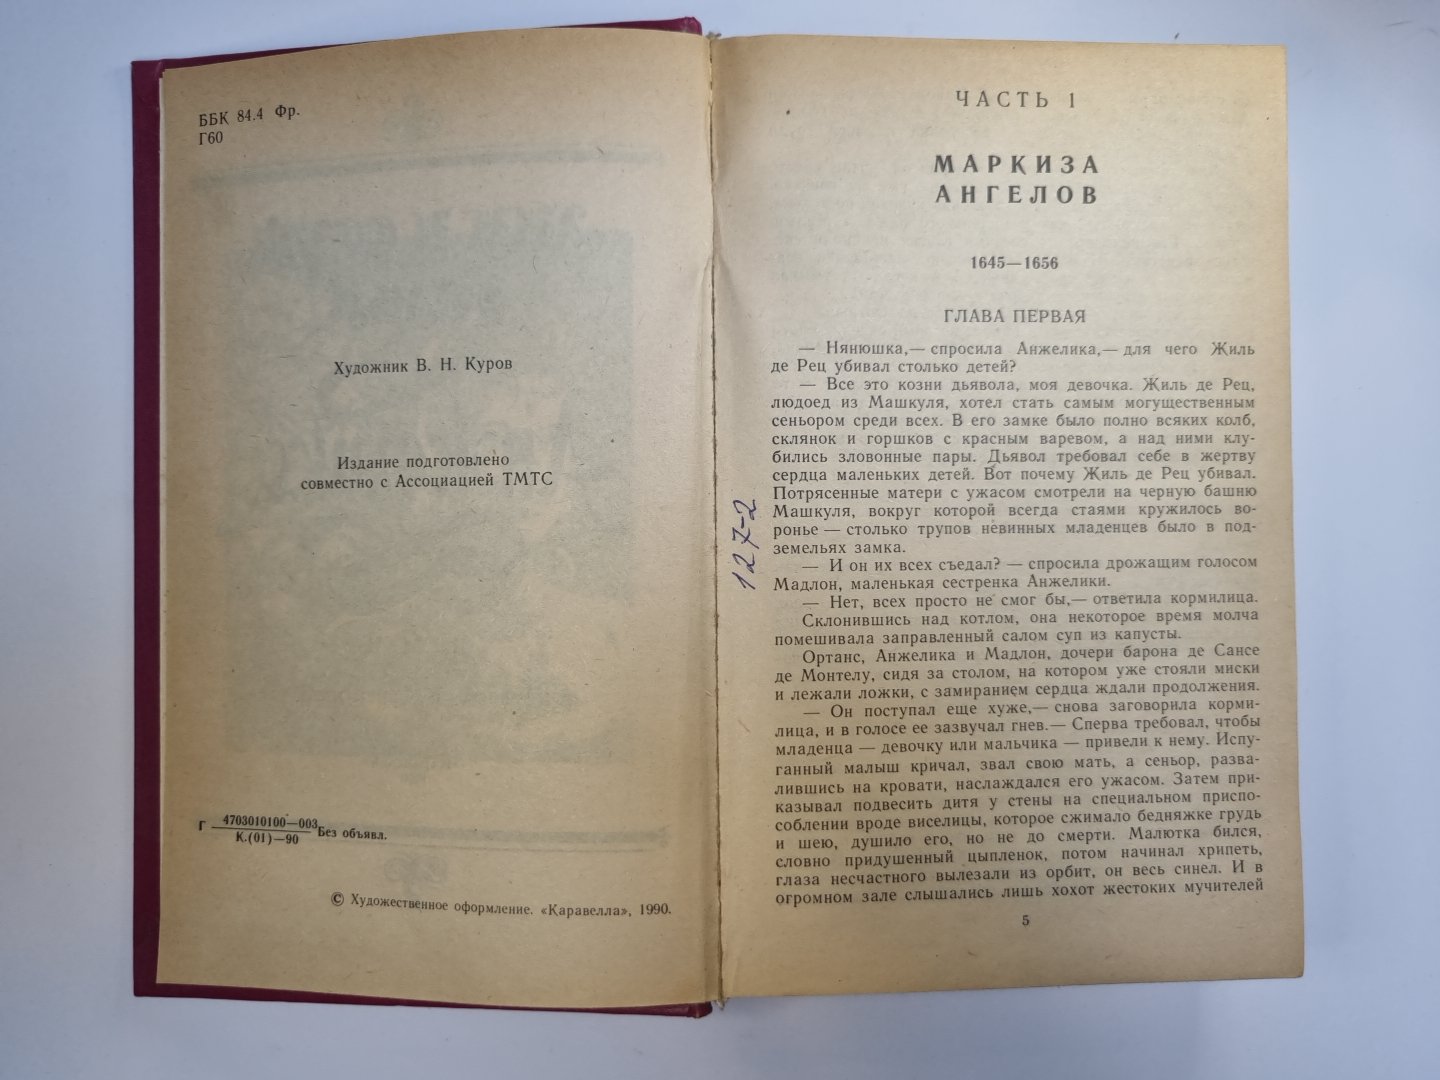 ББК 84.4 Фр.
Г60
Художник В. Н. Куров
Издание подготовлено
совместно с Ассоциацией ТМТС
Г 4703010100—003 Без объявл.
К.(01)—90
© Художественное оформление. «Каравелла», 1990.
127-2
ЧАСТЬ 1
МАРКИЗА
АНГЕЛОВ
1645—1656
ГЛАВА ПЕРВАЯ
— Нянюшка,— спросила Анжелика,— для чего Жиль
де Рец убивал столько детей?
— Все это козни дьявола, моя девочка. Жиль де Рец,
людоед из Машкуля, хотел стать самым могущественным
сеньором среди всех. В его замке было полно всяких колб,
склянок и горшков с красным варевом, а над ними клу-
бились зловонные пары. Дьявол требовал себе в жертву
сердца маленьких детей. Вот почему Жиль де Рец убивал.
Потрясенные матери с ужасом смотрели на черную башню
Машкуля, вокруг которой всегда стаями кружилось во-
ронье — столько трупов невинных младенцев было в под-
земельях замка.
— И он их всех съедал? — спросила дрожащим голосом
Мадлон, маленькая сестренка Анжелики.
— Нет, всех просто не смог бы,— ответила кормилица.
Склонившись над котлом, она некоторое время молча
помешивала заправленный салом суп из капусты.
Ортанс, Анжелика и Мадлон, дочери барона де Сансе
де Монтелу, сидя за столом, на котором уже стояли миски
и лежали ложки, с замиранием сердца ждали продолжения.
— Он поступал еще хуже,— снова заговорила корми-
лица, и в голосе ее зазвучал гнев.— Сперва требовал, чтобы
младенца — девочку или мальчика — привели к нему. Испу-
ганный малыш кричал, звал свою мать, а сеньор, разва-
лившись на кровати, наслаждался его ужасом. Затем при-
казывал подвесить дитя у стены на специальном приспо-
соблении вроде виселицы, которое сжимало бедняжке грудь
и шею, душило его, но не до смерти. Малютка бился,
словно придушенный цыпленок, потом начинал хрипеть,
глаза несчастного вылезали из орбит, он весь синел. И в
огромном зале слышались лишь хохот жестоких мучителей
5